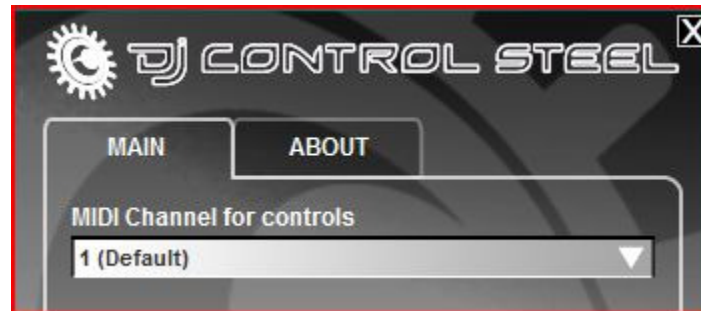 DJ CONTROL STEEL
X
MAIN
ABOUT
MIDI Channel for controls
1 (Default)